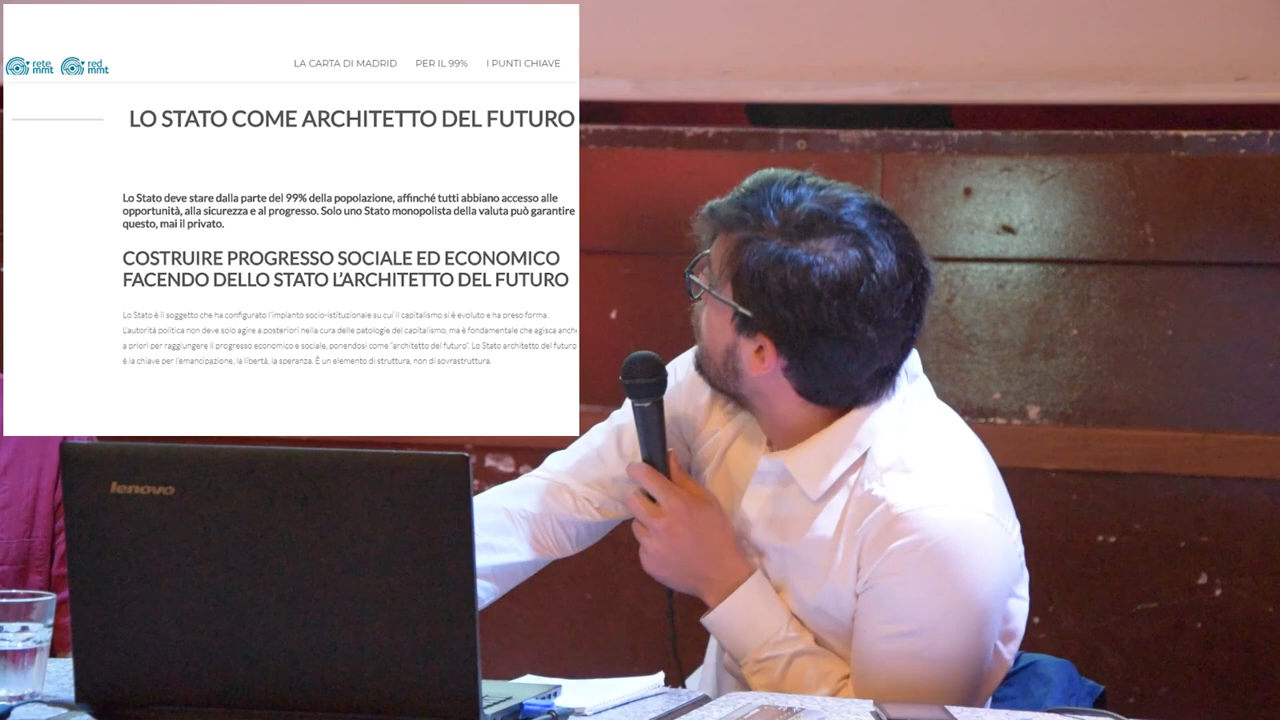 rete
mmt
red
mmt
LA CARTA DI MADRID PER IL 99% I PUNTI CHIAVE
LO STATO COME ARCHITETTO DEL FUTURO
Lo Stato deve stare dalla parte del 99% della popolazione, affinché tutti abbiano accesso alle
opportunità, alla sicurezza e al progresso. Solo uno Stato monopolista della valuta può garantire
questo, mai il privato.
COSTRUIRE PROGRESSO SOCIALE ED ECONOMICO
FACENDO DELLO STATO L'ARCHITETTO DEL FUTURO
Lo Stato è il soggetto che ha configurato l'impianto socio-istituzionale su cui il capitalismo si è evoluto e ha preso forma.
L'autorità politica non deve solo agire a posteriori nella cura delle patologie del capitalismo, ma è fondamentale che agisca anche
a priori per raggiungere il progresso economico e sociale, ponendosi come "architetto del futuro". Lo Stato architetto del futuro
è la chiave per l'emancipazione, la libertà, la speranza. È un elemento di struttura, non di sovrastruttura.
lenovo